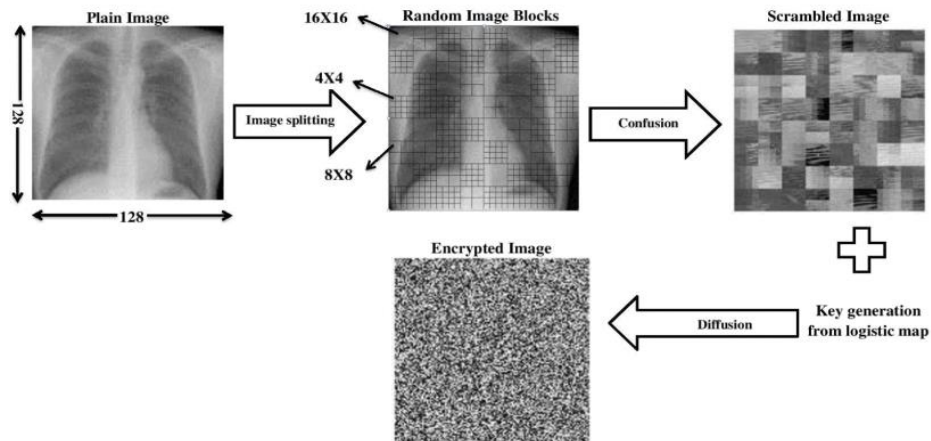 Plain Image
16X16
Random Image Blocks
Scrambled Image
128
4X4
Image splitting
Confusion
8X8
128
Encrypted Image
Key generation
from logistic map
Diffusion